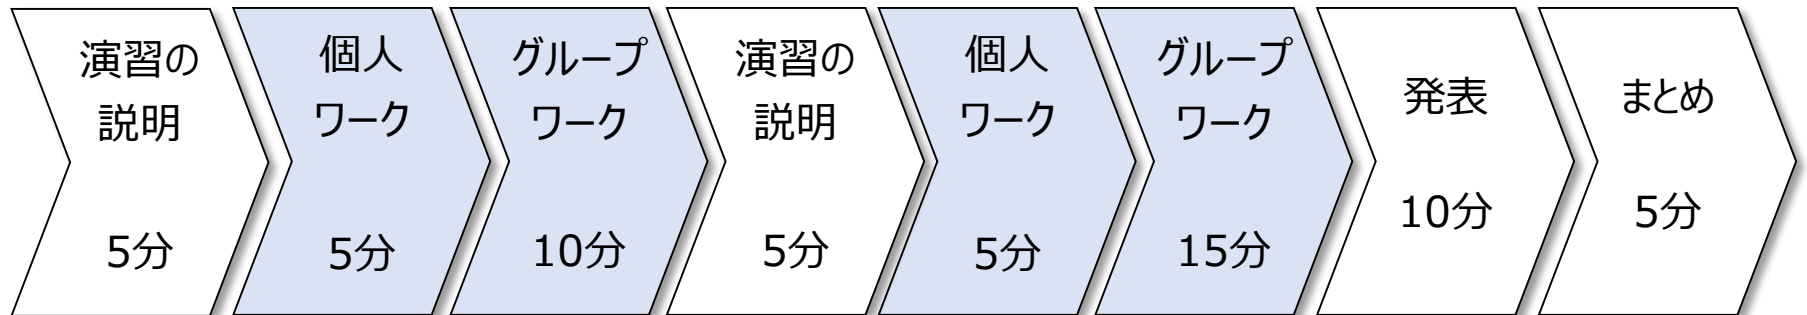 演習の
説明
5分
個人
ワーク
5分
グループ
ワーク
10分
演習の
説明
5分
個人
ワーク
5分
グループ
ワーク
15分
発表
10分
まとめ
5分